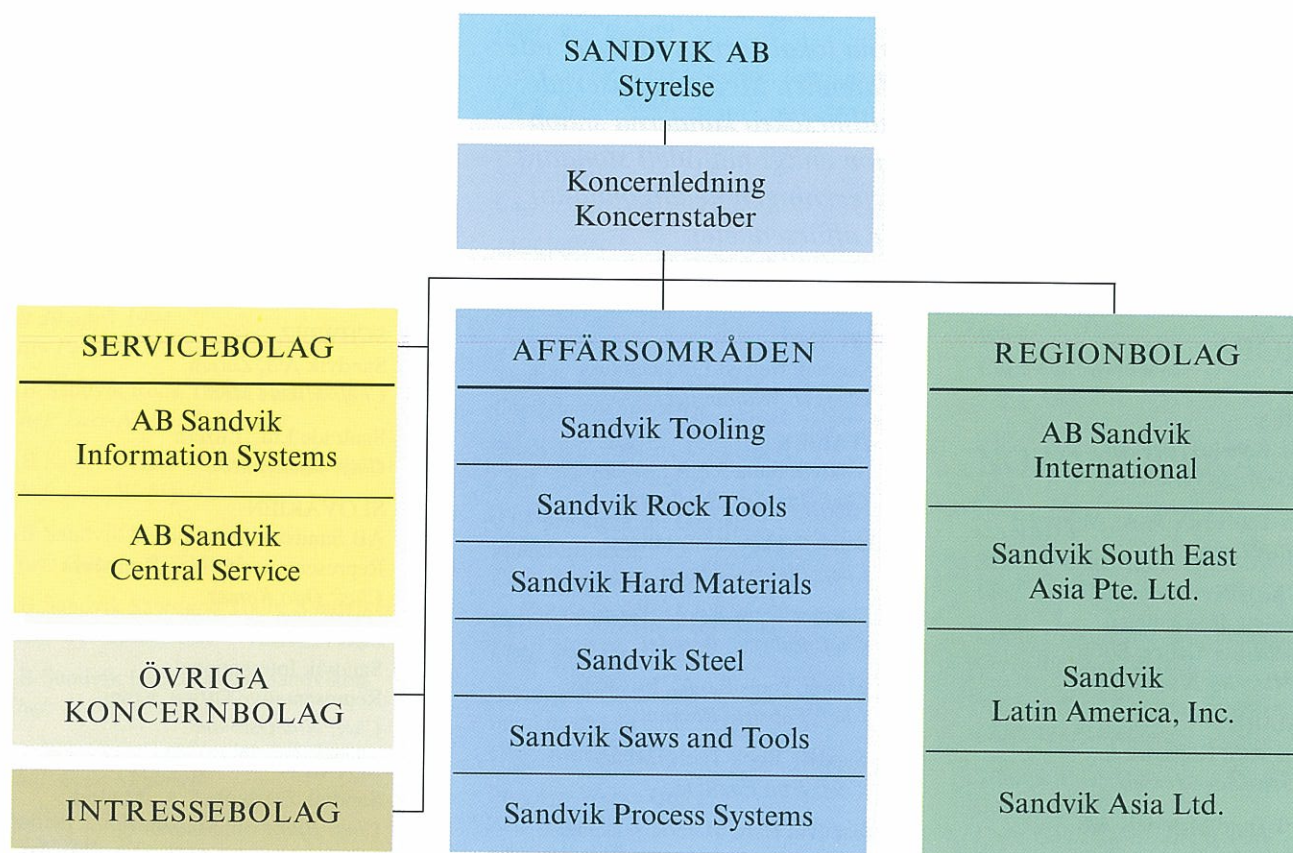 SANDVIK AB
Styrelse
Koncernledning
Koncernstaber
SERVICEBOLAG
AB Sandvik
Information Systems
AB Sandvik
Central Service
ÖVRIGA
KONCERNBOLAG
INTRESSEBOLAG
AFFÄRSOMRÅDEN
Sandvik Tooling
Sandvik Rock Tools
Sandvik Hard Materials
Sandvik Steel
Sandvik Saws and Tools
Sandvik Process Systems
REGIONBOLAG
AB Sandvik
International
Sandvik South East
Asia Pte. Ltd.
Sandvik
Latin America, Inc.
Sandvik Asia Ltd.